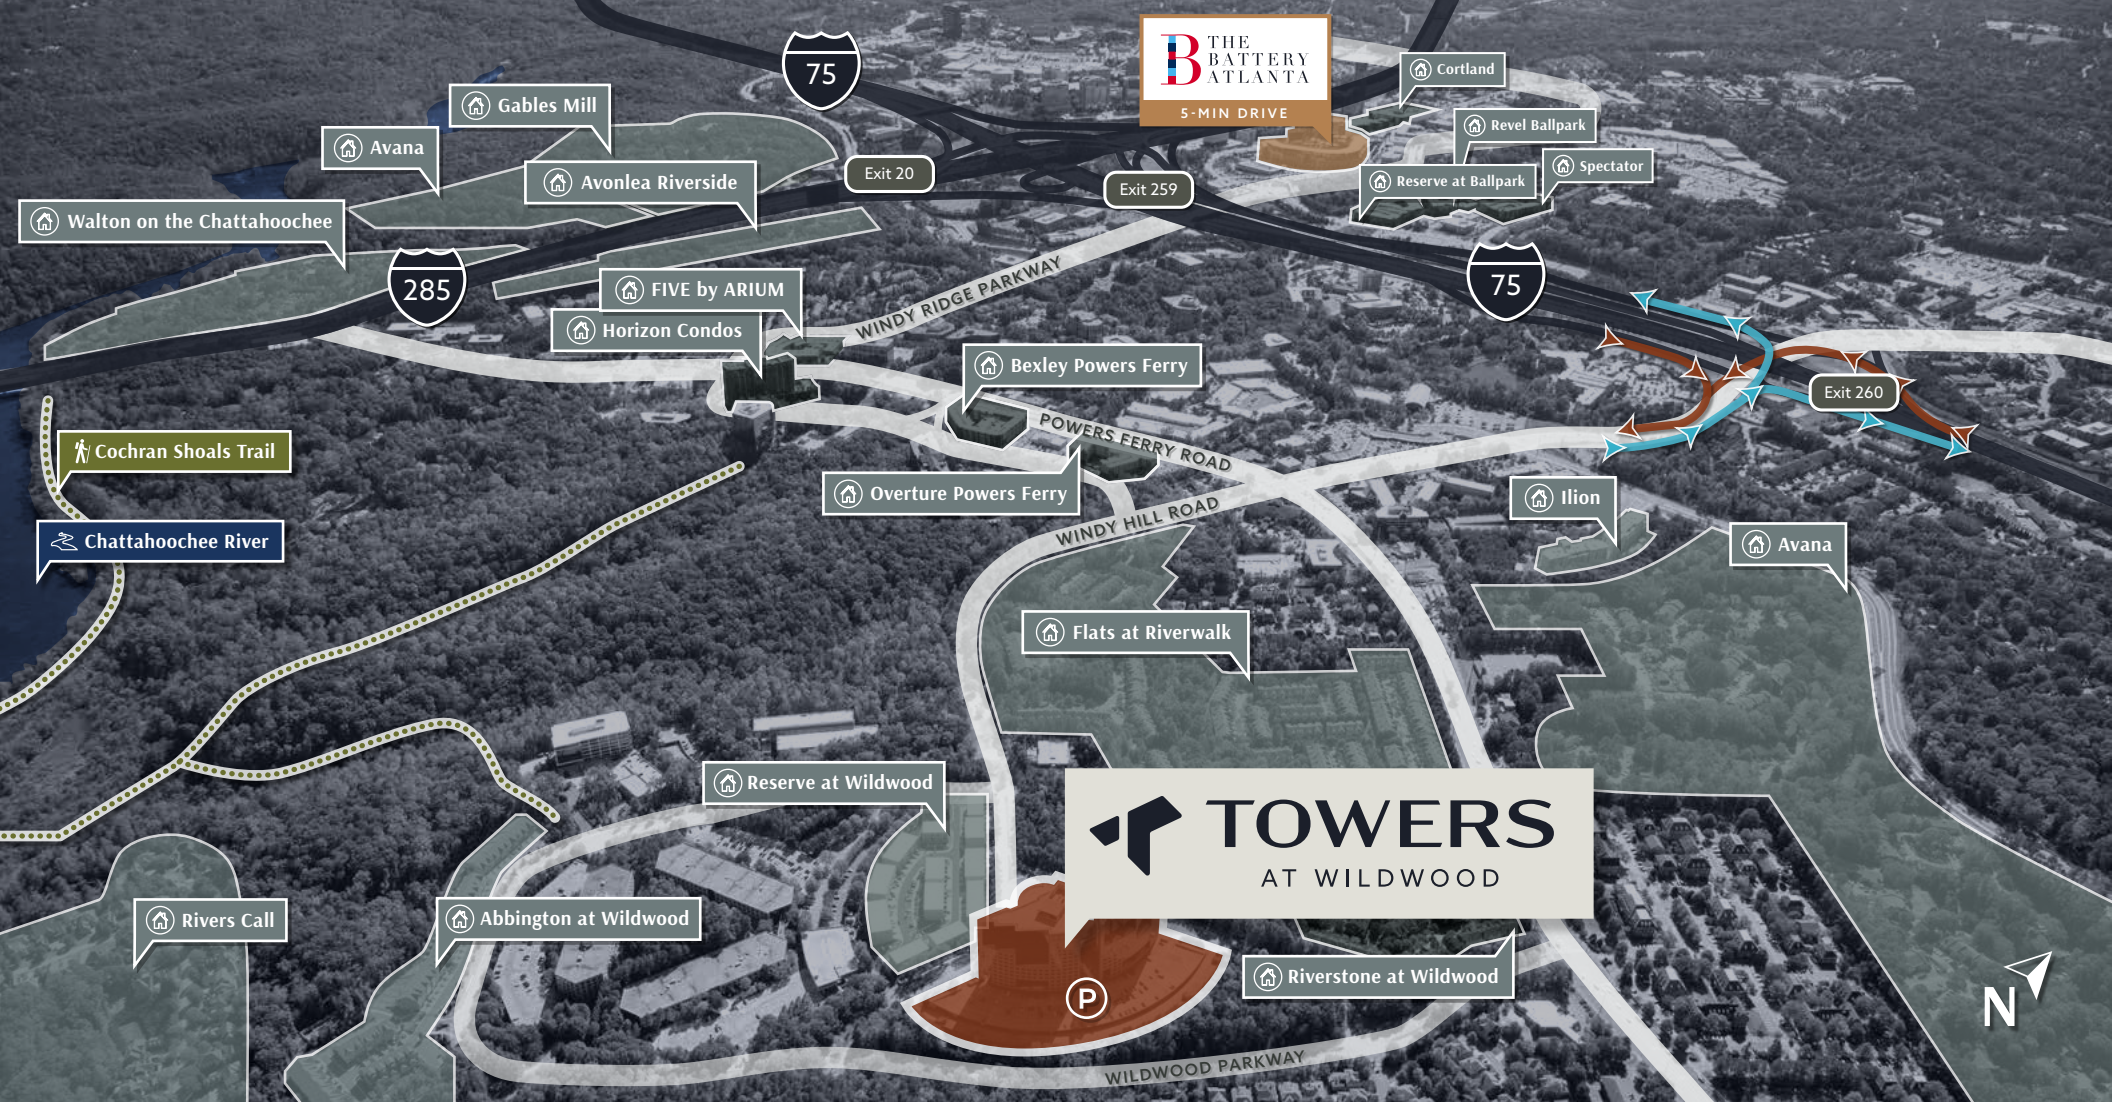 75
THE
BATTERY
ATLANTA
5-MIN DRIVE
Cortland
Gables Mill
Revel Ballpark
Avana
Exit 20
Spectator
Avonlea Riverside
Exit 259
Reserve at Ballpark
Walton on the Chattahoochee
285
FIVE by ARIUM
WINDY RIDGE PARKWAY
75
Horizon Condos
Bexley Powers Ferry
Exit 260
POWERS FERRY ROAD
Cochran Shoals Trail
Overture Powers Ferry
Ilion
WINDY HILL ROAD
Chattahoochee River
Avana
Flats at Riverwalk
Reserve at Wildwood
TOWERS
AT WILDWOOD
Rivers Call
Abbington at Wildwood
Riverstone at Wildwood
P
N
WILDWOOD PARKWAY